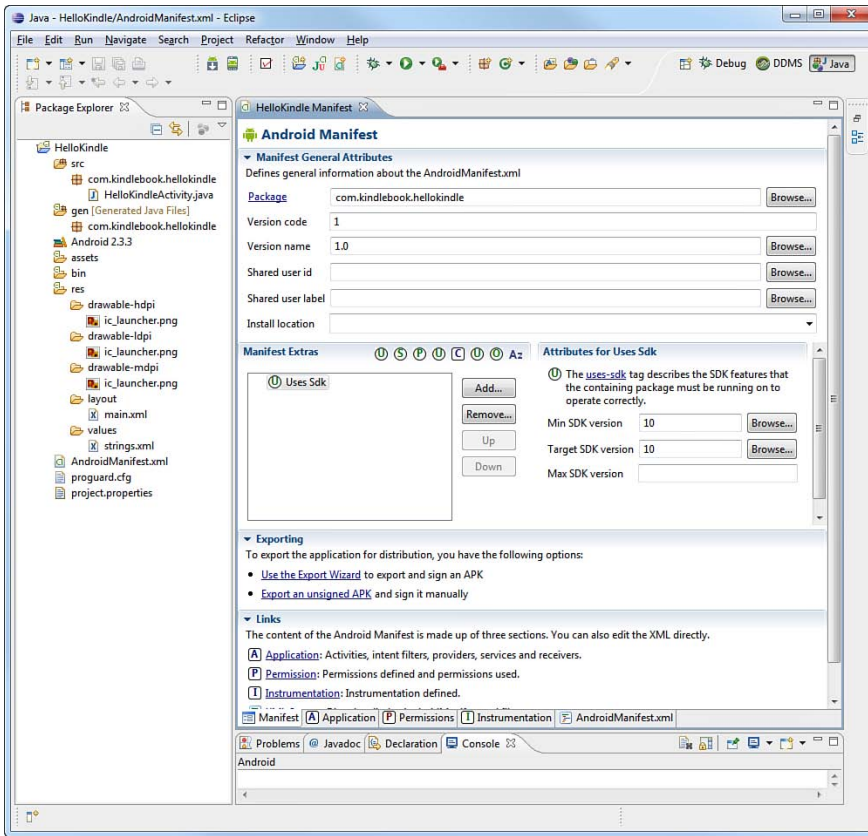 Java - HelloKindle/AndroidManifest.xml - Eclipse
File Edit Run Navigate Search Project Refactor Window Help
Debug DDMS Java
Package Explorer
HelloKindle
src
com.kindlebook.hellokindle
HelloKindleActivity.java
gen [Generated Java Files]
com.kindlebook.hellokindle
Android 2.3.3
assets
bin
res
drawable-hdpi
ic_launcher.png
drawable-ldpi
ic_launcher.png
drawable-mdpi
ic_launcher.png
layout
main.xml
values
strings.xml
AndroidManifest.xml
proguard.cfg
project.properties
HelloKindle Manifest
Android Manifest
Manifest General Attributes
Defines general information about the AndroidManifest.xml
Package com.kindlebook.hellokindle Browse...
Version code 1
Version name 1.0 Browse...
Shared user id Browse...
Shared user label Browse...
Install location
Manifest Extras U S P U C U O Az
U Uses Sdk
Add...
Remove...
Up
Down
Attributes for Uses Sdk
U The uses-sdk tag describes the SDK features that
the containing package must be running on to
operate correctly.
Min SDK version 10 Browse...
Target SDK version 10 Browse...
Max SDK version
Exporting
To export the application for distribution, you have the following options:
• Use the Export Wizard to export and sign an APK
• Export an unsigned APK and sign it manually
Links
The content of the Android Manifest is made up of three sections. You can also edit the XML directly.
A Application: Activities, intent filters, providers, services and receivers.
P Permission: Permissions defined and permissions used.
I Instrumentation: Instrumentation defined.
Manifest A Application P Permissions I Instrumentation AndroidManifest.xml
Problems @ Javadoc Declaration Console
Android